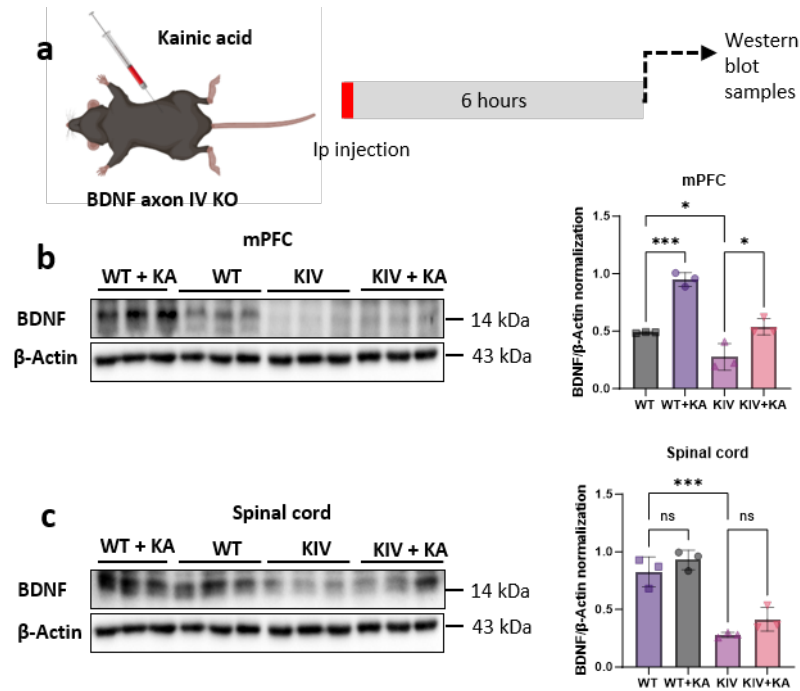 a
Kainic acid
BDNF axon IV KO
6 hours
Ip injection
Western
blot
samples
b
mPFC
WT + KA WT KIV KIV + KA
BDNF
14 kDa
β-Actin
43 kDa
mPFC
BDNF/β-Actin normalization
1.5
1.0
0.5
0.0
*
***
*
WT WT+KA KIV KIV+KA
c
Spinal cord
WT + KA WT KIV KIV + KA
BDNF
14 kDa
β-Actin
43 kDa
Spinal cord
BDNF/β-Actin normalization
1.5
1.0
0.5
0.0
***
ns
ns
WT WT+KA KIV KIV+KA